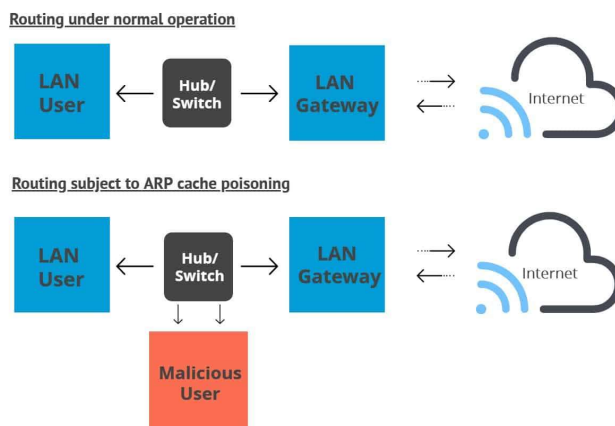 Routing under normal operation
LAN
User
Hub/
Switch
LAN
Gateway
Internet
Routing subject to ARP cache poisoning
LAN
User
Hub/
Switch
LAN
Gateway
Internet
Malicious
User